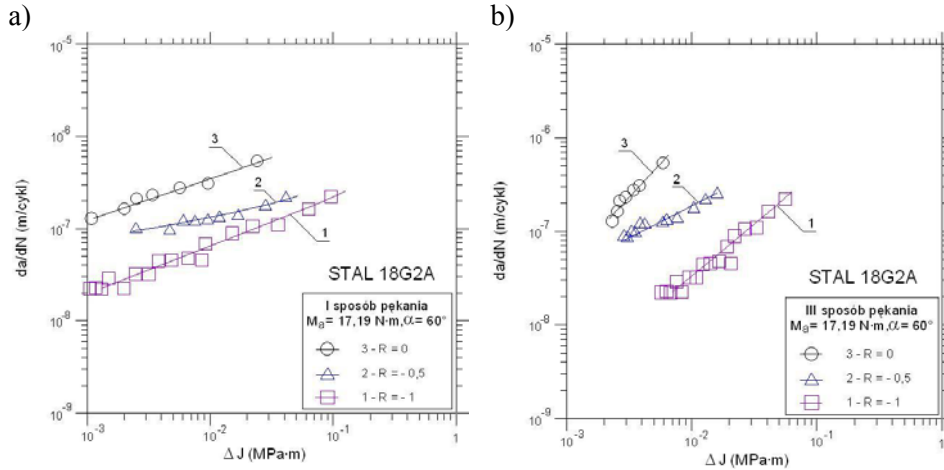 a)
10⁻⁵
10⁻⁶
10⁻⁷
10⁻⁸
10⁻⁹
da/dN (m/cykl)
3
2
1
STAL 18G2A
I sposób pękania
Ma = 17,19 N·m, α = 60°
3 - R = 0
2 - R = - 0,5
1 - R = - 1
10⁻³
10⁻²
10⁻¹
1
ΔJ (MPa·m)
b)
10⁻⁵
10⁻⁶
10⁻⁷
10⁻⁸
10⁻⁹
da/dN (m/cykl)
3
2
1
STAL 18G2A
III sposób pękania
Ma = 17,19 N·m, α = 60°
3 - R = 0
2 - R = - 0,5
1 - R = - 1
10⁻³
10⁻²
10⁻¹
1
ΔJ (MPa·m)